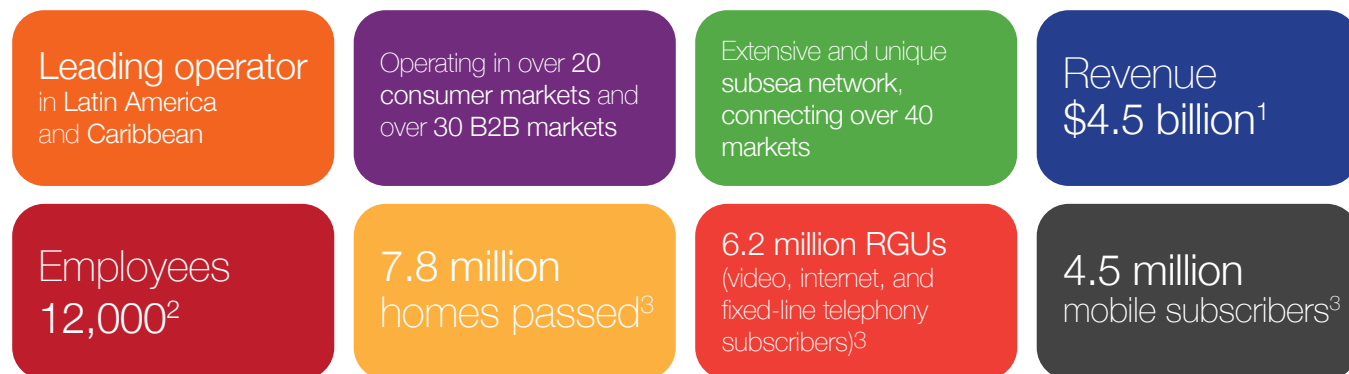 Leading operator
in Latin America
and Caribbean
Operating in over 20
consumer markets and
over 30 B2B markets
Extensive and unique
subsea network,
connecting over 40
markets
Revenue
$4.5 billion¹
Employees
12,000²
7.8 million
homes passed³
6.2 million RGUs
(video, internet, and
fixed-line telephony
subscribers)3
4.5 million
mobile subscribers³